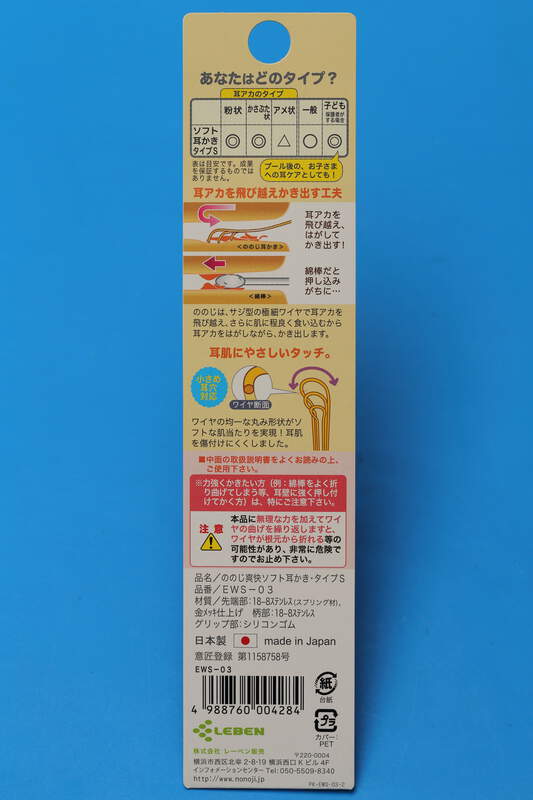 あなたはどのタイプ？
耳アカのタイプ
粉状 かさぶた状 アメ状 一般 子ども 保護者がする場合
ソフト耳かきタイプS ◎ ◎ △ ○ ◎
表は目安です。成果
を保証するものでは
ありません。
プール後の、お子さま
への耳ケアとしても！
耳アカを飛び越えかき出す工夫
耳アカを
飛び越え、
はがして
かき出す！
＜ののじ耳かき＞
綿棒だと
押し込み
がちに…
＜綿棒＞
ののじは、サジ型の極細ワイヤで耳アカを
飛び越え、さらに肌に程良く食い込むから
耳アカをはがしながら、かき出します。
耳肌にやさしいタッチ。
小さめ
耳穴
対応
ワイヤ断面
ワイヤの均一な丸み形状がソ
フトな肌当たりを実現！耳肌
を傷付けにくくしました。
■中面の取扱説明書をよくお読みの上、
ご使用下さい。
※力強くかきたい方（例：綿棒をよく折
り曲げてしまう等、耳壁に強く押し付
けてかく方）は、特にご注意下さい。
注意
本品に無理な力を加えてワイ
ヤの曲げを繰り返しますと、
ワイヤが根元から折れる等の
可能性があり、非常に危険で
すのでお止め下さい。
品名／ののじ爽快ソフト耳かき・タイプS
品番／EWS－03
材質／先端部：18-8ステンレス(スプリング材)、
金メッキ仕上げ 柄部：18-8ステンレス
グリップ部：シリコンゴム
日本製 made in Japan
意匠登録 第1158758号
EWS-03
4 988760 004284
紙
台紙
プラ
カバー：
PET
LEBEN
株式会社 レーベン販売
〒220-0004
横浜市西区北幸 2-8-19 横浜西口Kビル 4F
インフォメーションセンター Tel:050-5509-8340
http://www.nonoji.jp
PK-EWS-03-2